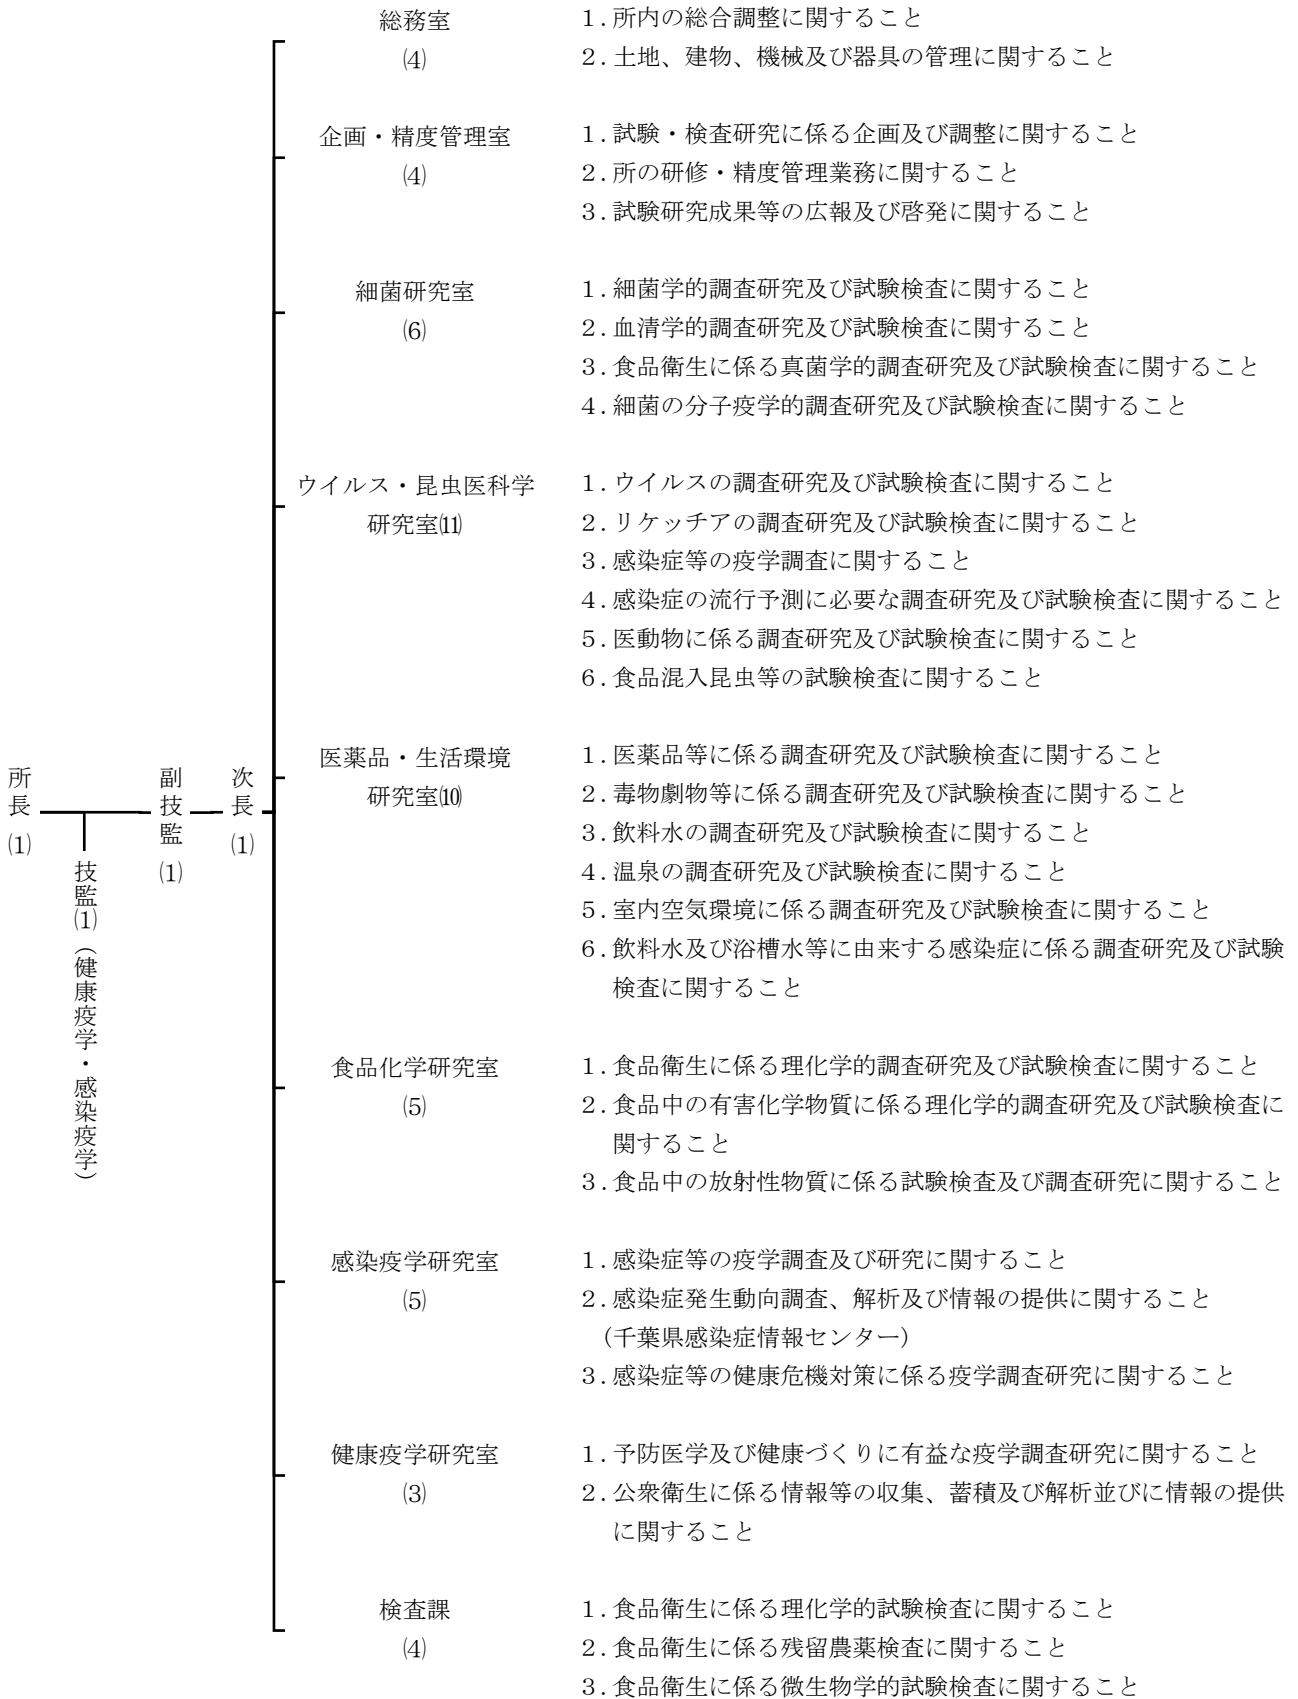 所長
⑴
技監⑴（健康疫学・感染疫学）
副技監
⑴
次長
⑴
総務室
⑷
１．所内の総合調整に関すること
２．土地、建物、機械及び器具の管理に関すること
企画・精度管理室
⑷
１．試験・検査研究に係る企画及び調整に関すること
２．所の研修・精度管理業務に関すること
３．試験研究成果等の広報及び啓発に関すること
細菌研究室
⑹
１．細菌学的調査研究及び試験検査に関すること
２．血清学的調査研究及び試験検査に関すること
３．食品衛生に係る真菌学的調査研究及び試験検査に関すること
４．細菌の分子疫学的調査研究及び試験検査に関すること
ウイルス・昆虫医科学
研究室⑾
１．ウイルスの調査研究及び試験検査に関すること
２．リケッチアの調査研究及び試験検査に関すること
３．感染症等の疫学調査に関すること
４．感染症の流行予測に必要な調査研究及び試験検査に関すること
５．医動物に係る調査研究及び試験検査に関すること
６．食品混入昆虫等の試験検査に関すること
医薬品・生活環境
研究室⑽
１．医薬品等に係る調査研究及び試験検査に関すること
２．毒物劇物等に係る調査研究及び試験検査に関すること
３．飲料水の調査研究及び試験検査に関すること
４．温泉の調査研究及び試験検査に関すること
５．室内空気環境に係る調査研究及び試験検査に関すること
６．飲料水及び浴槽水等に由来する感染症に係る調査研究及び試験
検査に関すること
食品化学研究室
⑸
１．食品衛生に係る理化学的調査研究及び試験検査に関すること
２．食品中の有害化学物質に係る理化学的調査研究及び試験検査に
関すること
３．食品中の放射性物質に係る試験検査及び調査研究に関すること
感染疫学研究室
⑸
１．感染症等の疫学調査及び研究に関すること
２．感染症発生動向調査、解析及び情報の提供に関すること
（千葉県感染症情報センター）
３．感染症等の健康危機対策に係る疫学調査研究に関すること
健康疫学研究室
⑶
１．予防医学及び健康づくりに有益な疫学調査研究に関すること
２．公衆衛生に係る情報等の収集、蓄積及び解析並びに情報の提供
に関すること
検査課
⑷
１．食品衛生に係る理化学的試験検査に関すること
２．食品衛生に係る残留農薬検査に関すること
３．食品衛生に係る微生物学的試験検査に関すること